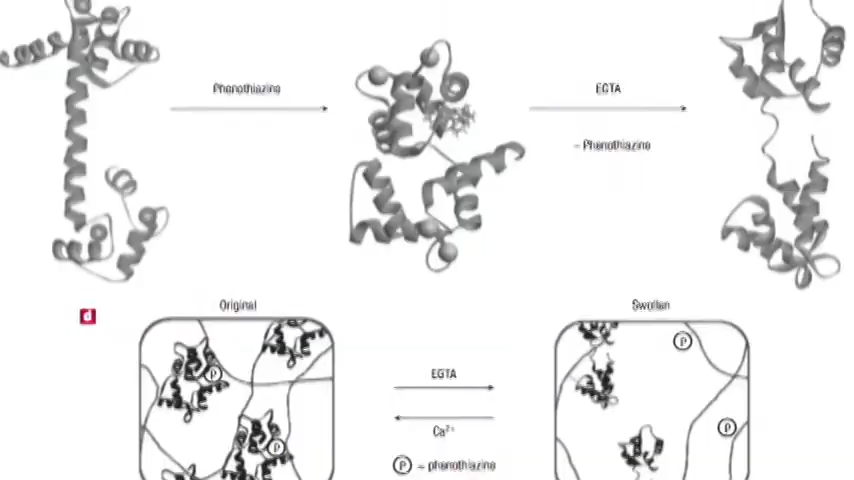 Phenothiazine
EGTA
– Phenothiazine
d
Original
Swollen
P
P
P
P
EGTA
Ca²⁺
P = phenothiazine